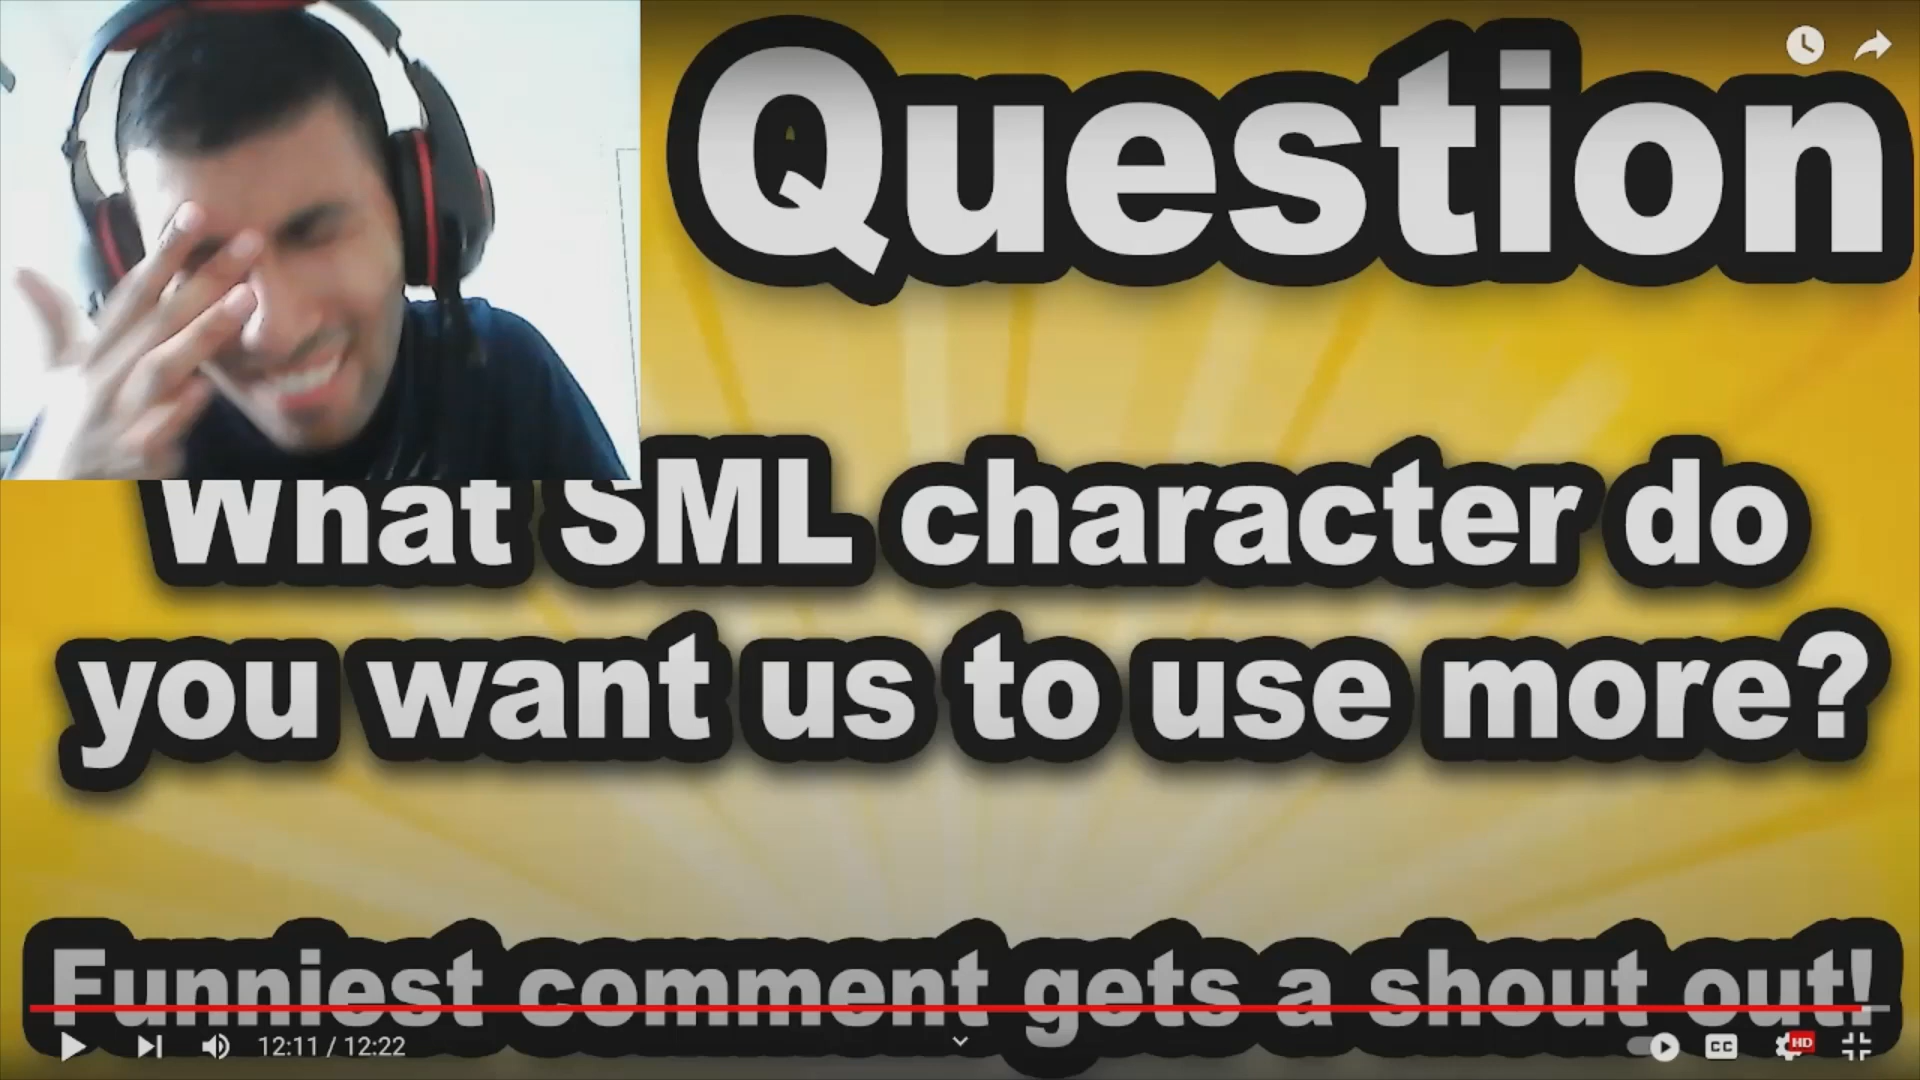 Question
What SML character do
you want us to use more?
Funniest comment gets a shout out!
12:11 / 12:22
CC
HD